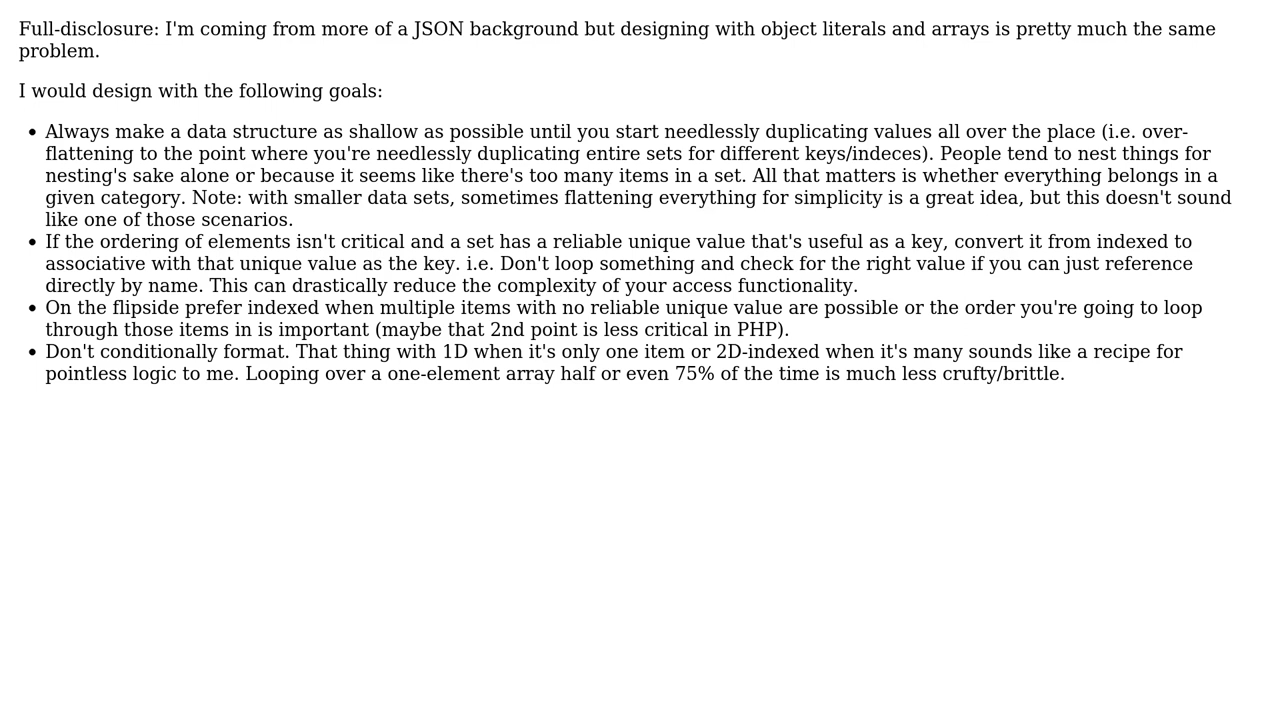 Full-disclosure: I'm coming from more of a JSON background but designing with object literals and arrays is pretty much the same
problem.
I would design with the following goals:
• Always make a data structure as shallow as possible until you start needlessly duplicating values all over the place (i.e. over-
flattening to the point where you're needlessly duplicating entire sets for different keys/indeces). People tend to nest things for
nesting's sake alone or because it seems like there's too many items in a set. All that matters is whether everything belongs in a
given category. Note: with smaller data sets, sometimes flattening everything for simplicity is a great idea, but this doesn't sound
like one of those scenarios.
• If the ordering of elements isn't critical and a set has a reliable unique value that's useful as a key, convert it from indexed to
associative with that unique value as the key. i.e. Don't loop something and check for the right value if you can just reference
directly by name. This can drastically reduce the complexity of your access functionality.
• On the flipside prefer indexed when multiple items with no reliable unique value are possible or the order you're going to loop
through those items in is important (maybe that 2nd point is less critical in PHP).
• Don't conditionally format. That thing with 1D when it's only one item or 2D-indexed when it's many sounds like a recipe for
pointless logic to me. Looping over a one-element array half or even 75% of the time is much less crufty/brittle.